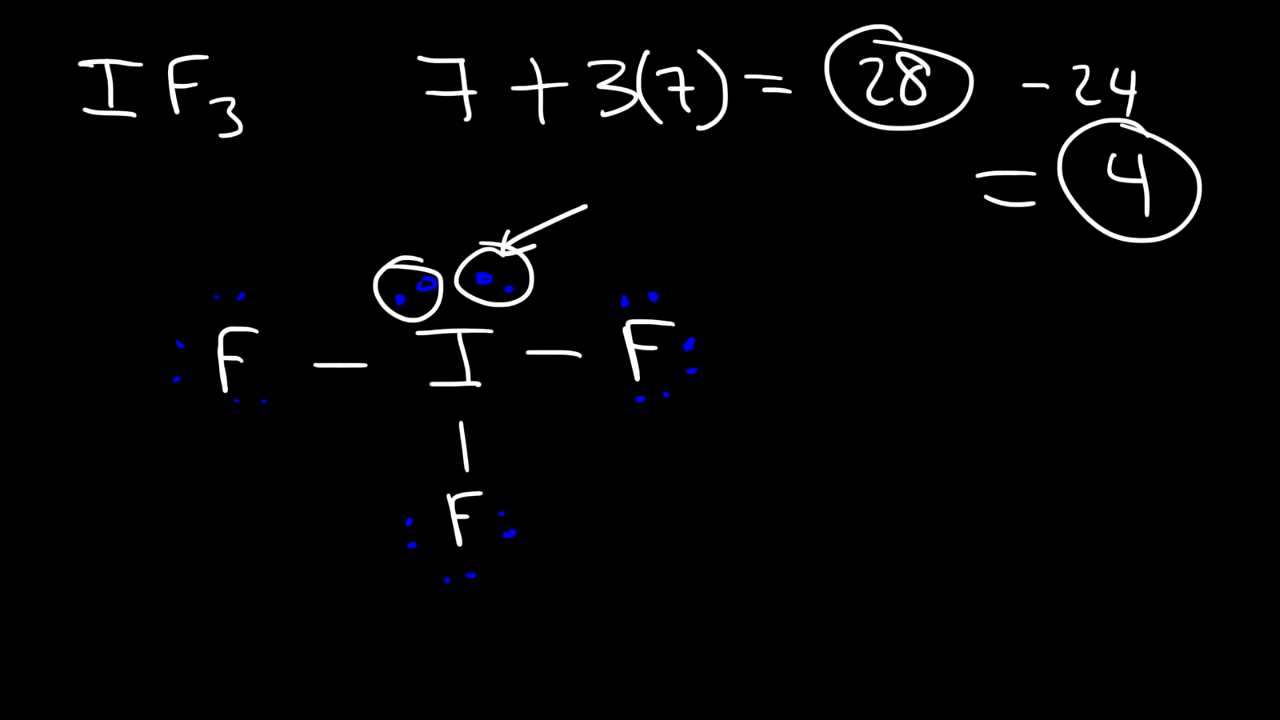 IF₃ 7 + 3(7) = 28 - 24
= 4
F - I - F
|
F